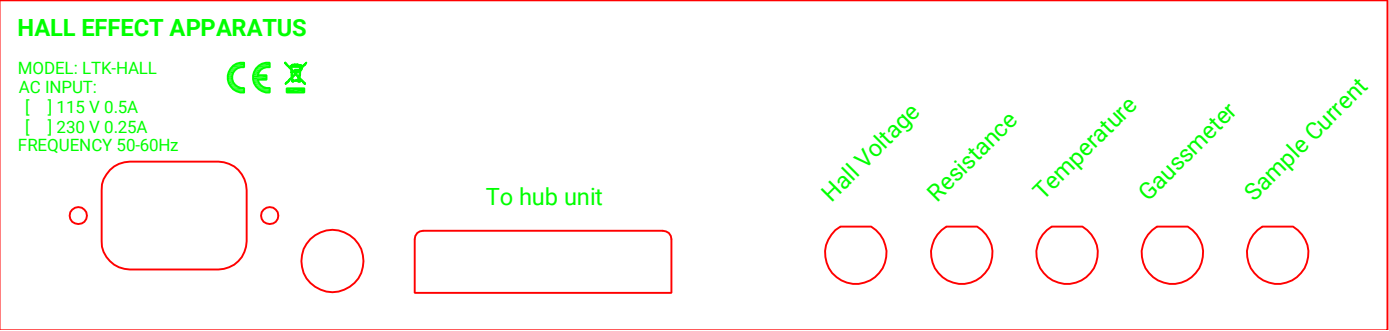 HALL EFFECT APPARATUS
MODEL: LTK-HALL
AC INPUT:
[ ] 115 V 0.5A
[ ] 230 V 0.25A
FREQUENCY 50-60Hz
CE
To hub unit
Hall Voltage
Resistance
Temperature
Gaussmeter
Sample Current